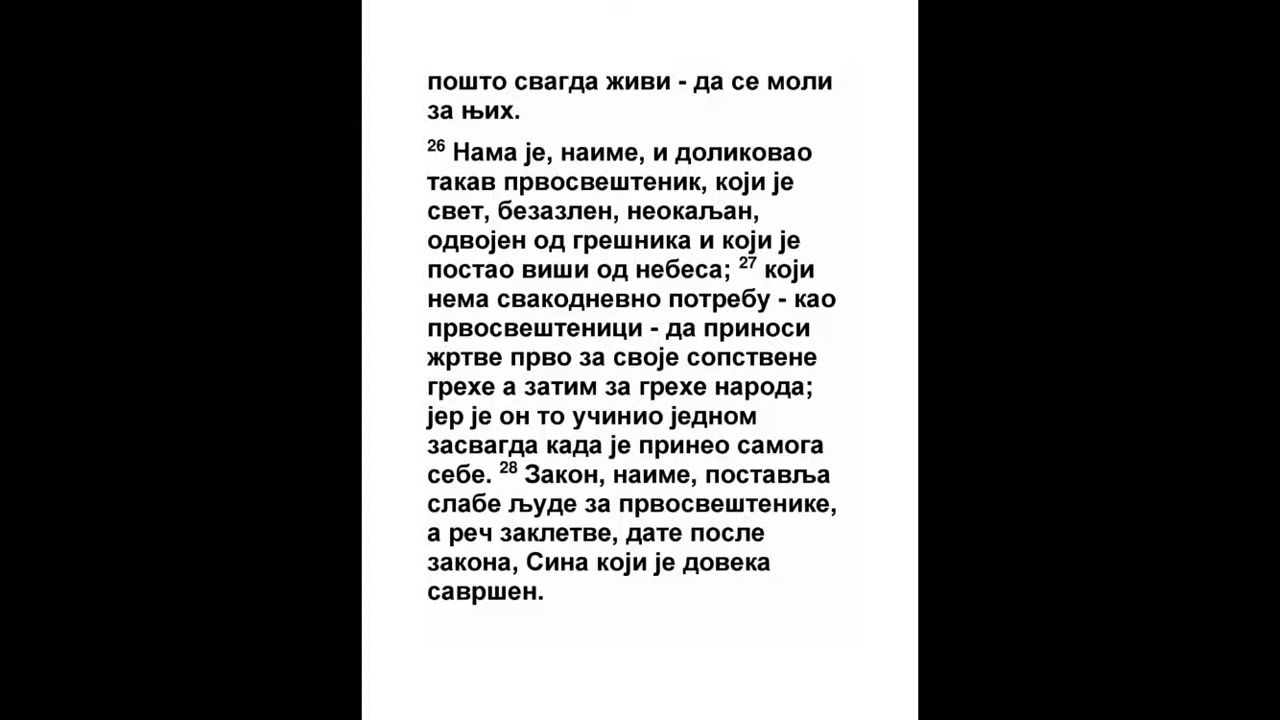 пошто свагда живи - да се моли
за њих.
26 Нама је, наиме, и доликовао
такав првосвештеник, који је
свет, безазлен, неокаљан,
одвојен од грешника и који је
постао виши од небеса; 27 који
нема свакодневно потребу - као
првосвештеници - да приноси
жртве прво за своје сопствене
грехе а затим за грехе народа;
јер је он то учинио једном
засвагда када је принео самога
себе. 28 Закон, наиме, поставља
слабе људе за првосвештенике,
а реч заклетве, дате после
закона, Сина који је довека
савршен.